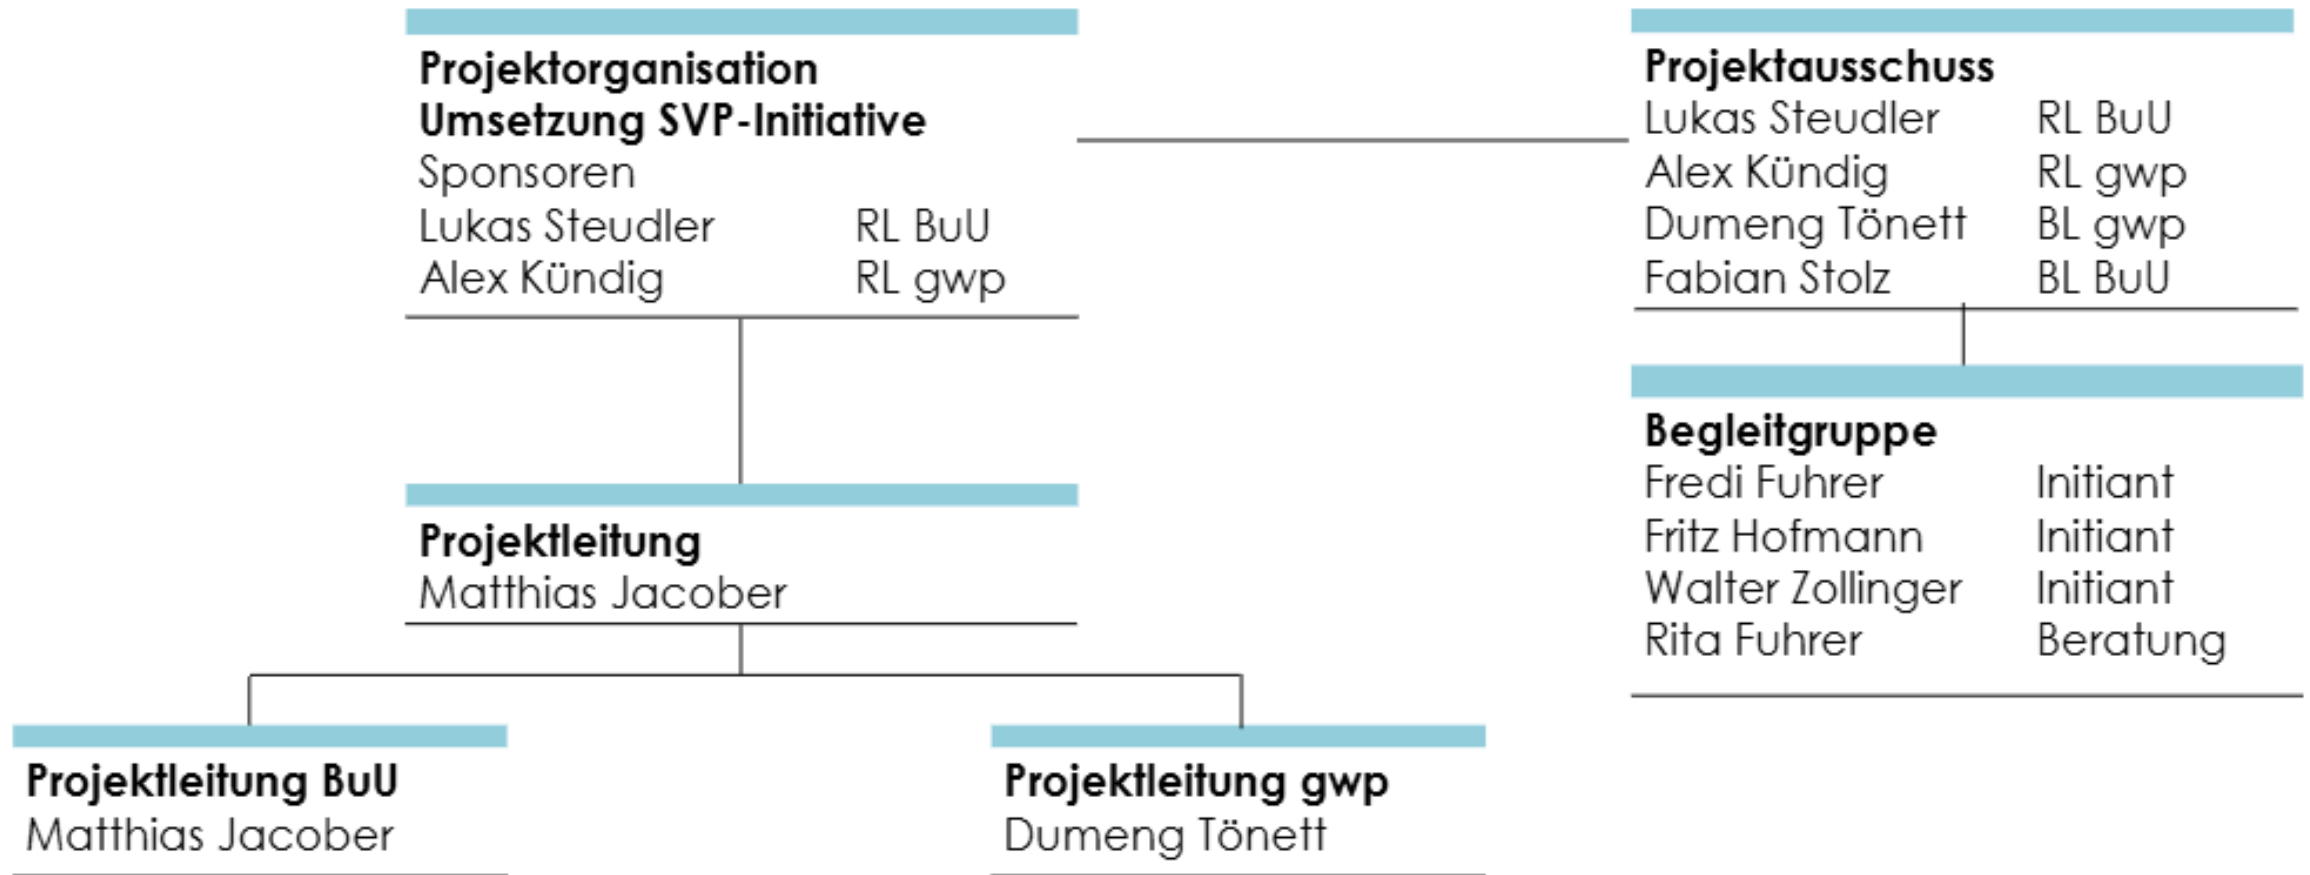 Projektorganisation
Umsetzung SVP-Initiative
Sponsoren
Lukas Steudler RL BuU
Alex Kündig RL gwp
Projektausschuss
Lukas Steudler RL BuU
Alex Kündig RL gwp
Dumeng Tönett BL gwp
Fabian Stolz BL BuU
Begleitgruppe
Fredi Fuhrer Initiant
Fritz Hofmann Initiant
Walter Zollinger Initiant
Rita Fuhrer Beratung
Projektleitung
Matthias Jacober
Projektleitung BuU
Matthias Jacober
Projektleitung gwp
Dumeng Tönett